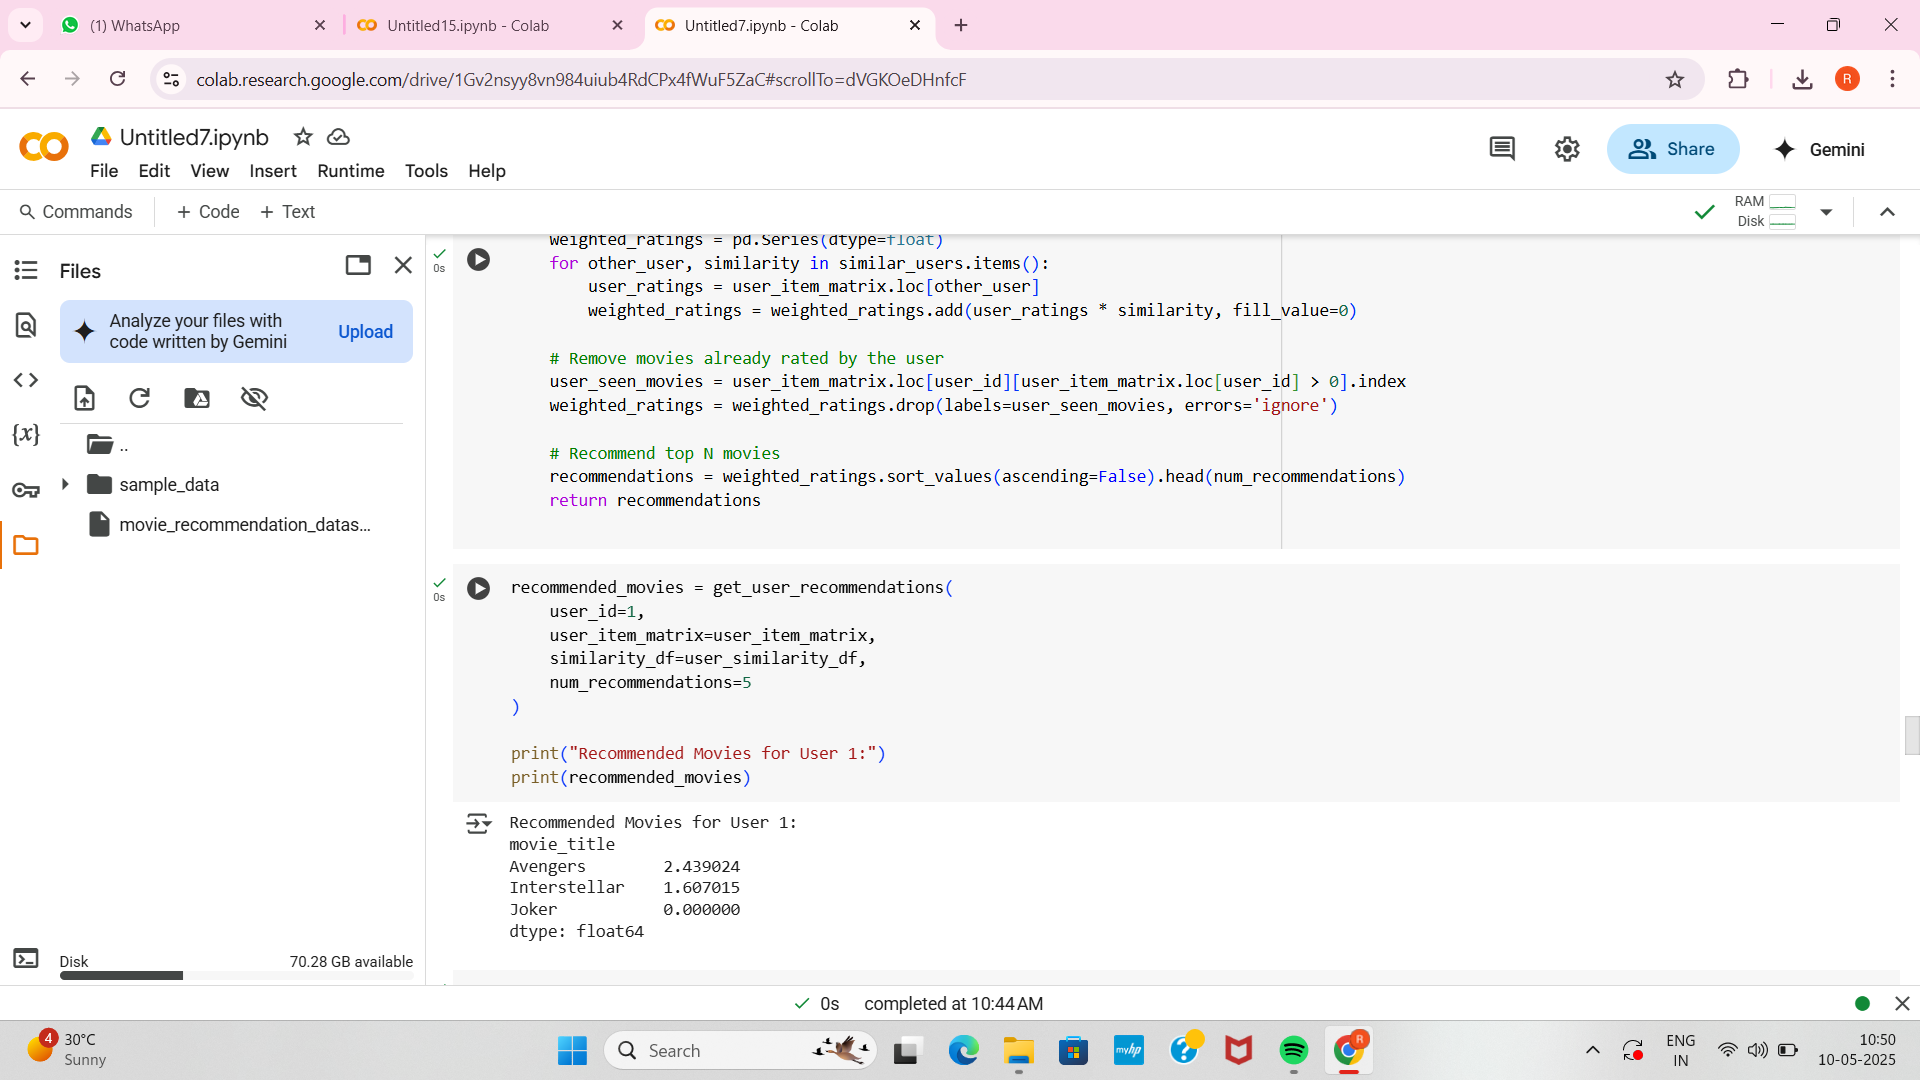 (1) WhatsApp
Untitled15.ipynb - Colab
Untitled7.ipynb - Colab
colab.research.google.com/drive/1Gv2nsyy8vn984uiub4RdCPx4fWuF5ZaC#scrollTo=dVGKOeDHnfcF
R
CO
Untitled7.ipynb
File Edit View Insert Runtime Tools Help
Share
Gemini
Commands + Code + Text
RAM
Disk
Files
Analyze your files with
code written by Gemini
Upload
..
sample_data
movie_recommendation_datas...
{x}
Disk 70.28 GB available
0s
weighted_ratings = pd.Series(dtype=float)
for other_user, similarity in similar_users.items():
user_ratings = user_item_matrix.loc[other_user]
weighted_ratings = weighted_ratings.add(user_ratings * similarity, fill_value=0)
# Remove movies already rated by the user
user_seen_movies = user_item_matrix.loc[user_id][user_item_matrix.loc[user_id] > 0].index
weighted_ratings = weighted_ratings.drop(labels=user_seen_movies, errors='ignore')
# Recommend top N movies
recommendations = weighted_ratings.sort_values(ascending=False).head(num_recommendations)
return recommendations
0s
recommended_movies = get_user_recommendations(
user_id=1,
user_item_matrix=user_item_matrix,
similarity_df=user_similarity_df,
num_recommendations=5
)
print("Recommended Movies for User 1:")
print(recommended_movies)
Recommended Movies for User 1:
movie_title
Avengers 2.439024
Interstellar 1.607015
Joker 0.000000
dtype: float64
0s completed at 10:44 AM
4
30°C
Sunny
Search
myhp
R
ENG
IN
10:50
10-05-2025